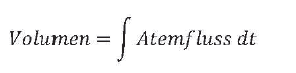 Volumen = ∫ Atemfluss dt